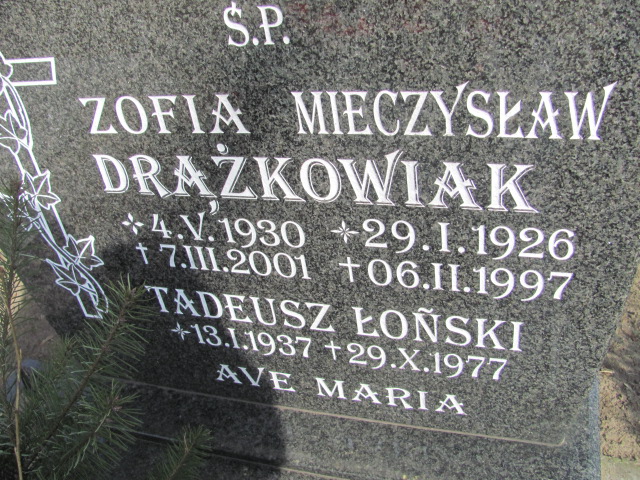 Ś.P.
ZOFIA MIECZYSŁAW
DRĄŻKOWIAK
4.V.1930 29.I.1926
†7.III.2001 †06.II.1997
TADEUSZ ŁOŃSKI
13.I.1937 †29.X.1977
AVE MARIA